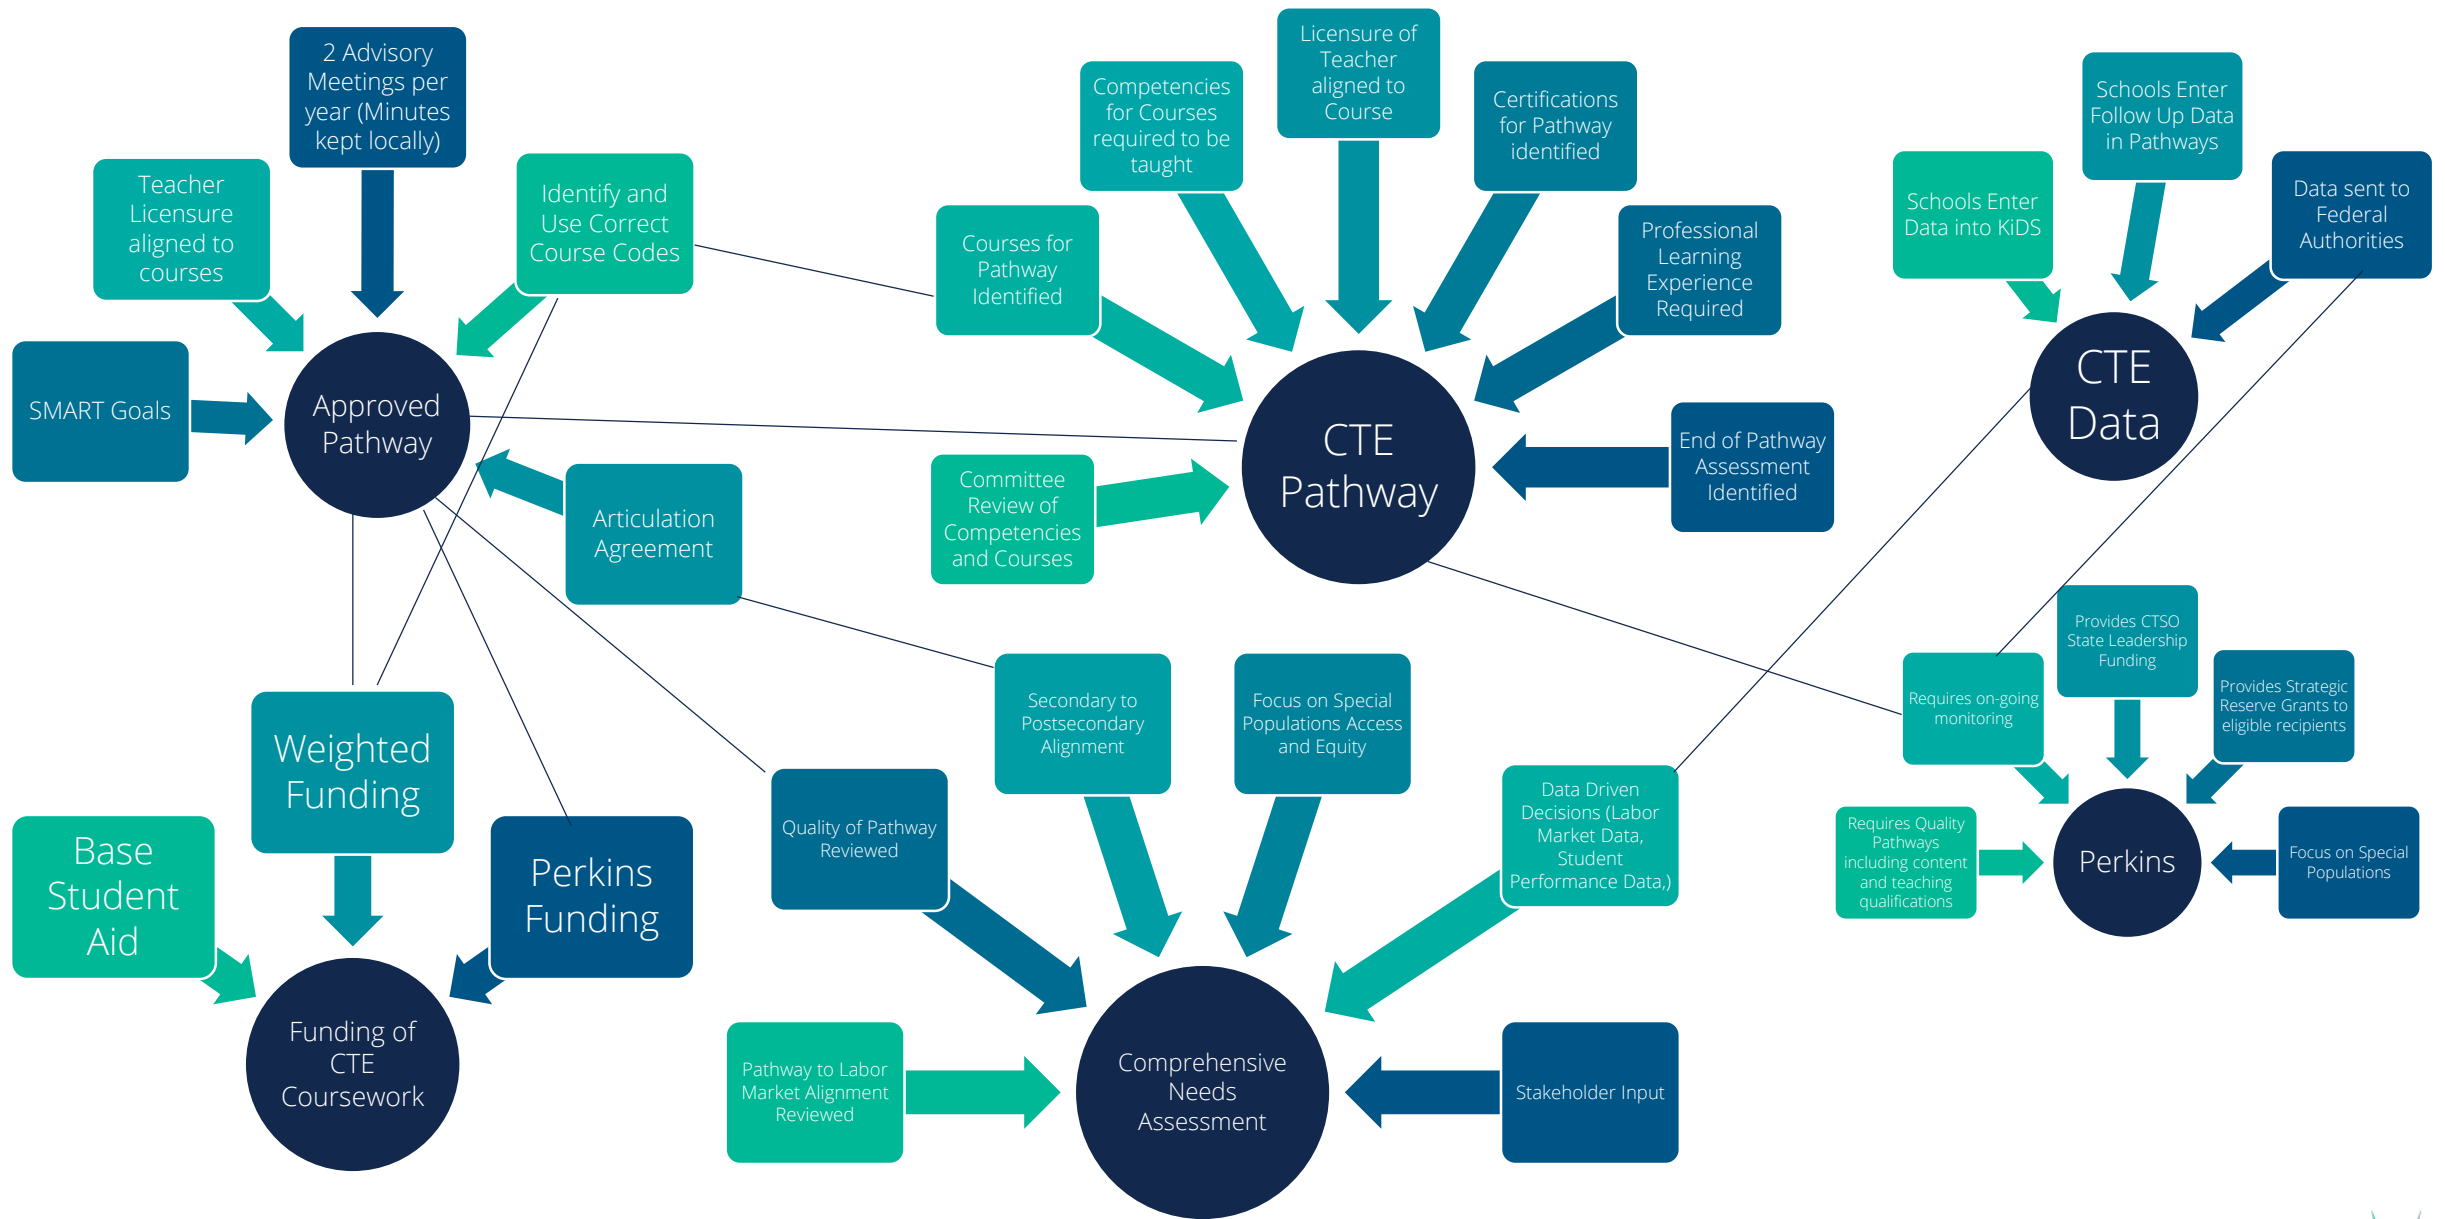 2 Advisory
Meetings per
year (Minutes
kept locally)
Teacher
Licensure
aligned to
courses
Identify and
Use Correct
Course Codes
SMART Goals
Approved
Pathway
Articulation
Agreement
Licensure of
Teacher
aligned to
Course
Competencies
for Courses
required to be
taught
Certifications
for Pathway
identified
Courses for
Pathway
Identified
Professional
Learning
Experience
Required
CTE
Pathway
Committee
Review of
Competencies
and Courses
End of Pathway
Assessment
Identified
Schools Enter
Follow Up Data
in Pathways
Schools Enter
Data into KiDS
Data sent to
Federal
Authorities
CTE
Data
Weighted
Funding
Base
Student
Aid
Perkins
Funding
Funding of
CTE
Coursework
Secondary to
Postsecondary
Alignment
Focus on Special
Populations Access
and Equity
Quality of Pathway
Reviewed
Data Driven
Decisions (Labor
Market Data,
Student
Performance Data,)
Pathway to Labor
Market Alignment
Reviewed
Comprehensive
Needs
Assessment
Stakeholder Input
Provides CTSO
State Leadership
Funding
Requires on-going
monitoring
Provides Strategic
Reserve Grants to
eligible recipients
Requires Quality
Pathways
including content
and teaching
qualifications
Perkins
Focus on Special
Populations